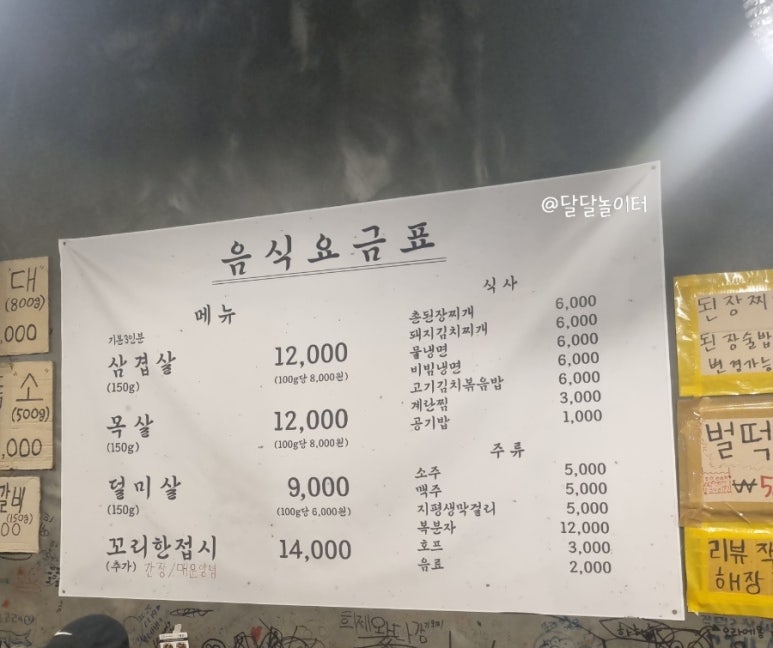 @달달놀이터
음식요금표
메뉴
기본3인분
삼겹살 12,000
(150g) (100g당 8,000원)
목살 12,000
(150g) (100g당 8,000원)
덜미살 9,000
(150g) (100g당 6,000원)
꼬리한접시 14,000
(추가) 간장/매운양념
식사
촌된장찌개 6,000
돼지김치찌개 6,000
물냉면 6,000
비빔냉면 6,000
고기김치볶음밥 6,000
계란찜 3,000
공기밥 1,000
주류
소주 5,000
맥주 5,000
지평생막걸리 5,000
복분자 12,000
호프 3,000
음료 2,000
대
(800g)
,000
소
(500g)
,000
갈비
(150g)
00
된장찌
된장술밥
변경가능
벌떡
₩5
리뷰 작
해장